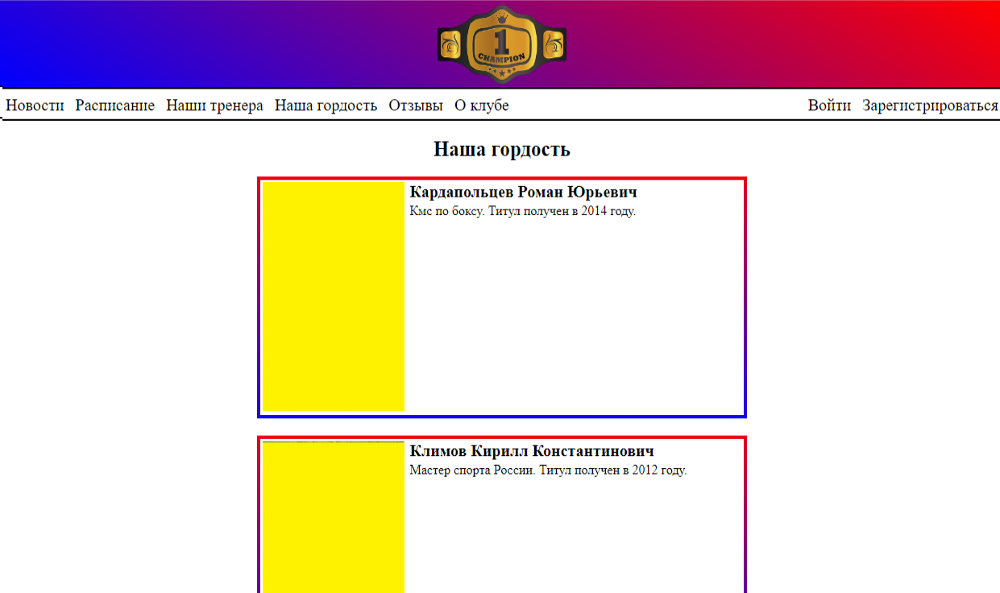 1
CHAMPION
Новости Расписание Наши тренера Наша гордость Отзывы О клубе Войти Зарегистрироваться
Наша гордость
Кардапольцев Роман Юрьевич
Кмс по боксу. Титул получен в 2014 году.
Климов Кирилл Константинович
Мастер спорта России. Титул получен в 2012 году.